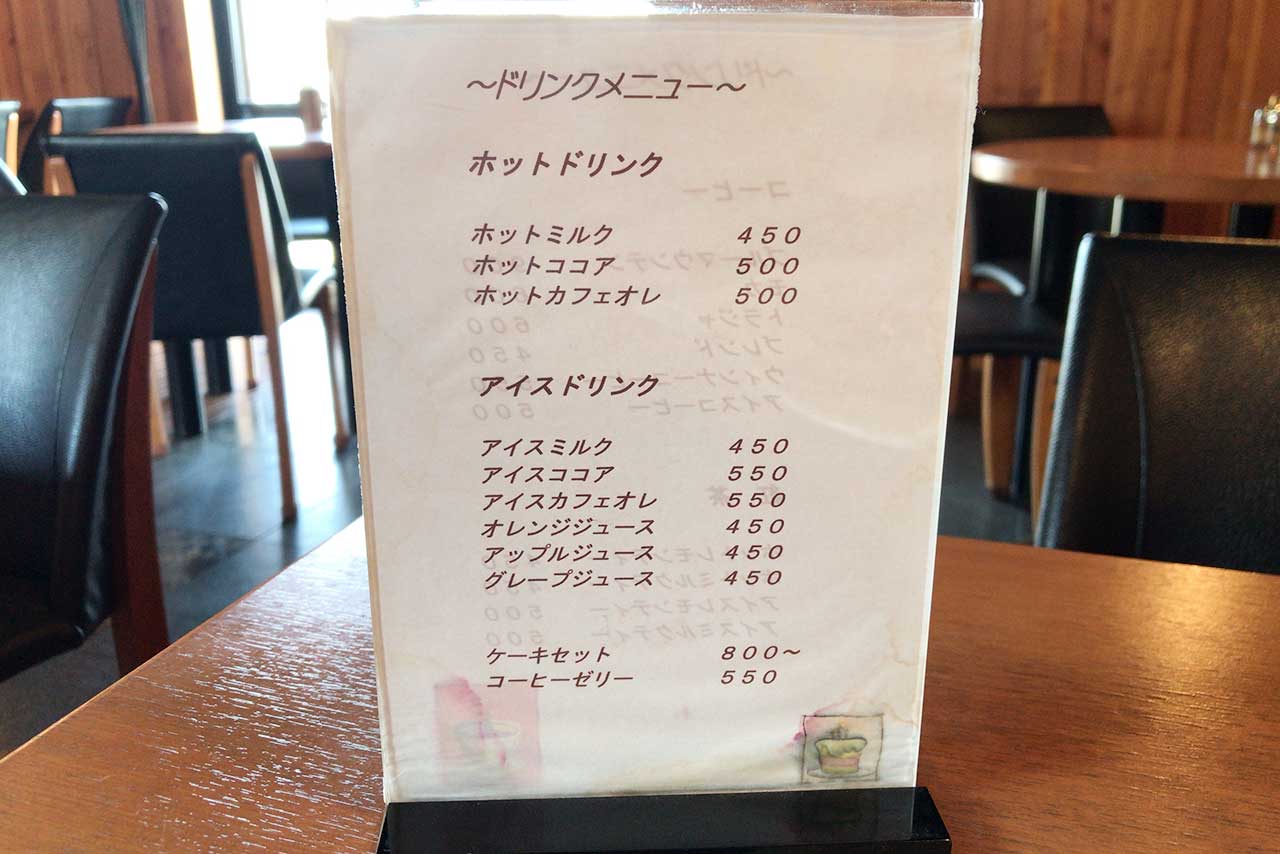 ～ドリンクメニュー～
ホットドリンク
ホットミルク　４５０
ホットココア　５００
ホットカフェオレ　５００
アイスドリンク
アイスミルク　４５０
アイスココア　５５０
アイスカフェオレ　５５０
オレンジジュース　４５０
アップルジュース　４５０
グレープジュース　４５０
ケーキセット　８００～
コーヒーゼリー　５５０